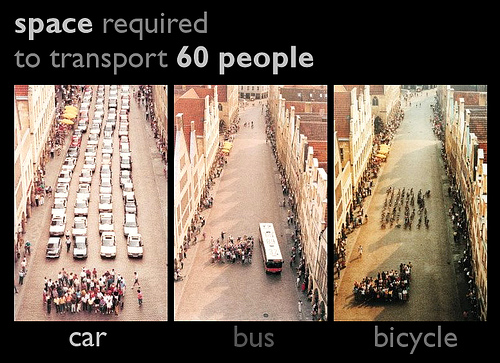 space required
to transport 60 people
car
bus
bicycle